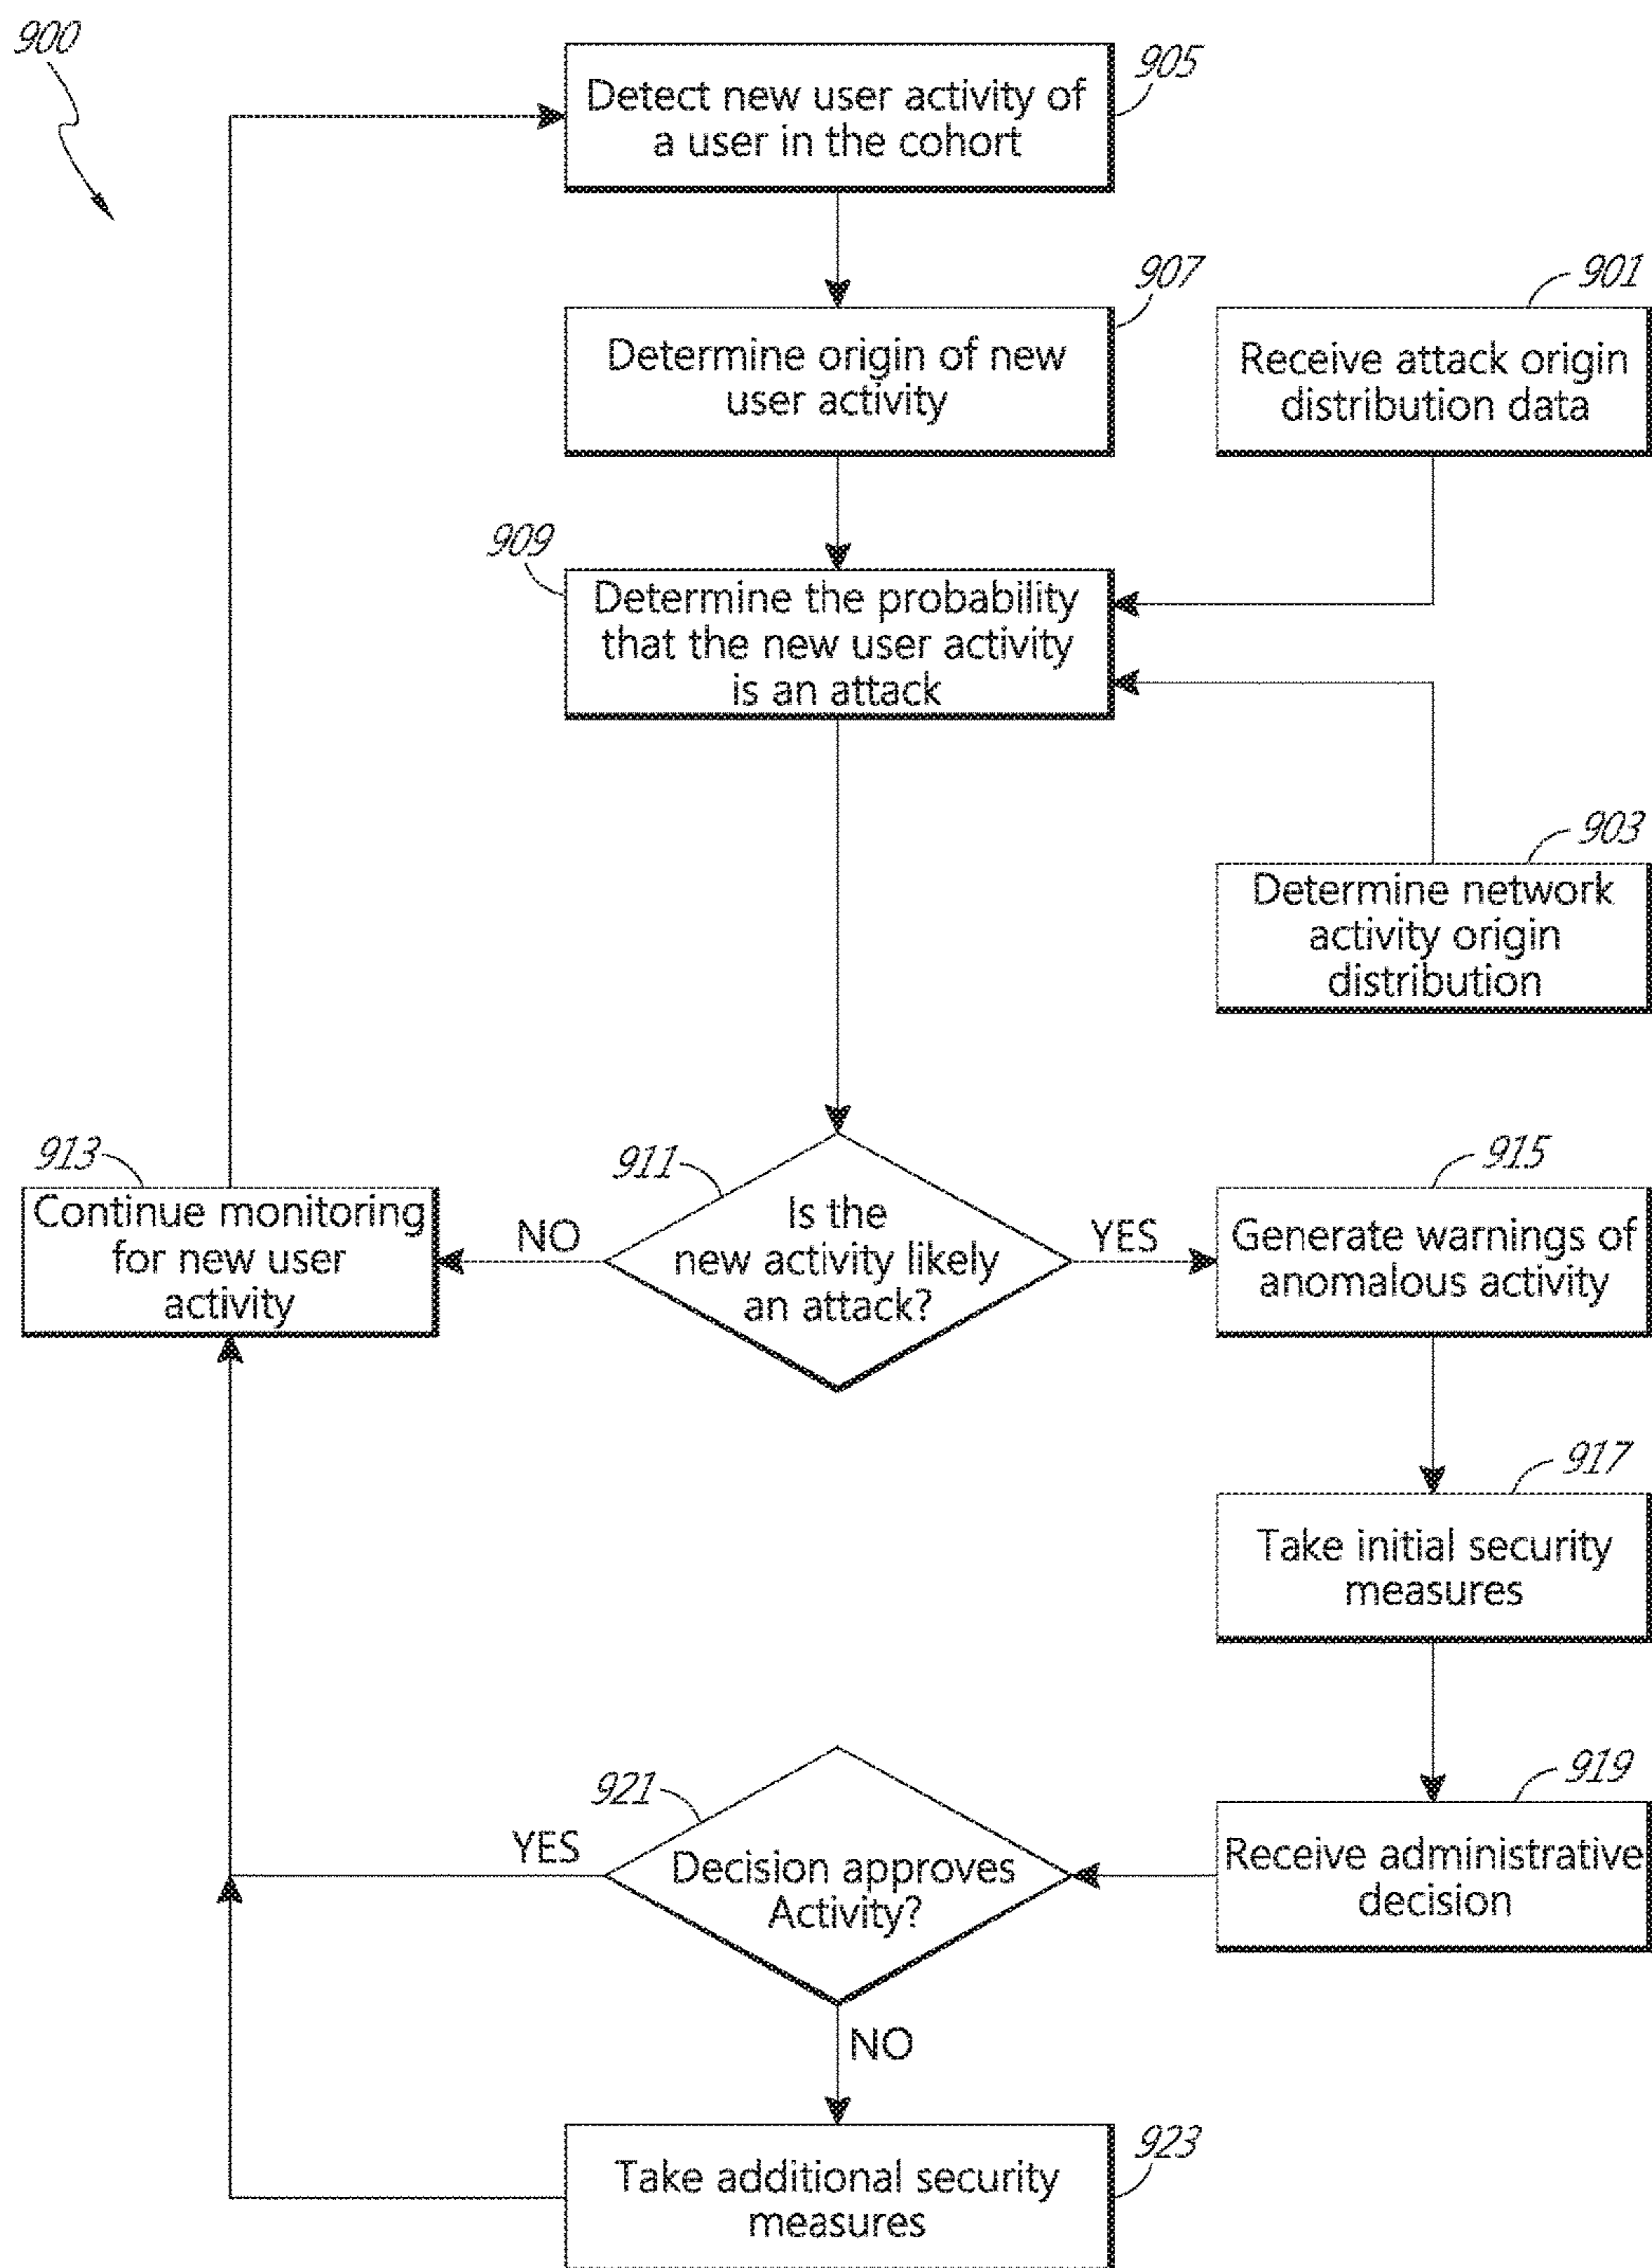 900
905
Detect new user activity of
a user in the cohort
907
Determine origin of new
user activity
901
Receive attack origin
distribution data
909
Determine the probability
that the new user activity
is an attack
903
Determine network
activity origin
distribution
913
Continue monitoring
for new user
activity
NO
911
Is the
new activity likely
an attack?
YES
915
Generate warnings of
anomalous activity
917
Take initial security
measures
919
Receive administrative
decision
921
Decision approves
Activity?
YES
NO
923
Take additional security
measures